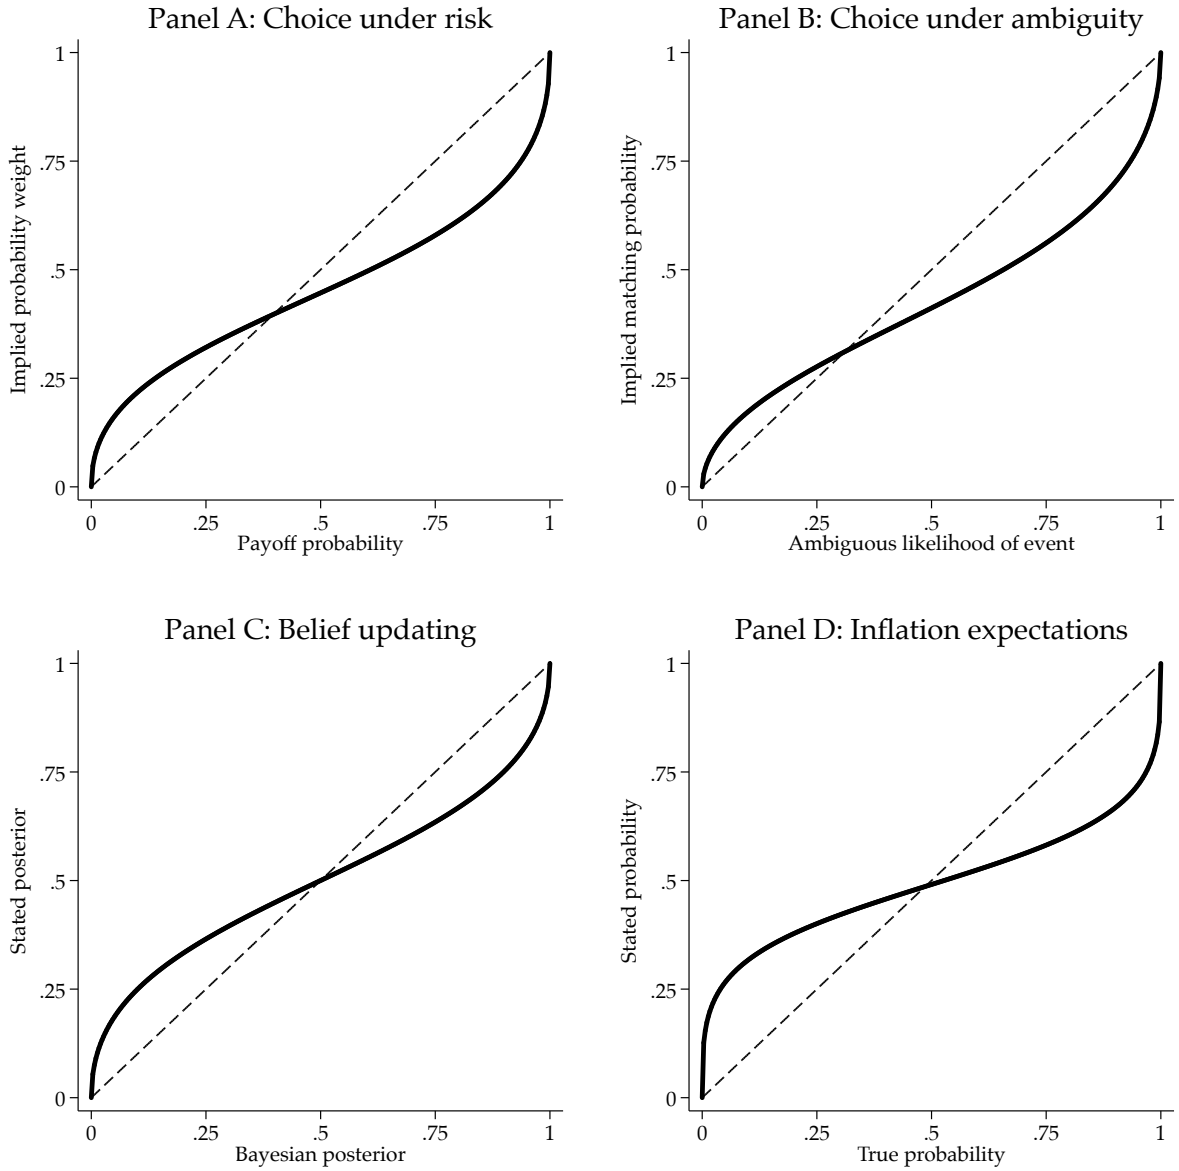 Panel A: Choice under risk
Implied probability weight
1
.75
.5
.25
0
0 .25 .5 .75 1
Payoff probability
Panel B: Choice under ambiguity
Implied matching probability
1
.75
.5
.25
0
0 .25 .5 .75 1
Ambiguous likelihood of event
Panel C: Belief updating
Stated posterior
1
.75
.5
.25
0
0 .25 .5 .75 1
Bayesian posterior
Panel D: Inflation expectations
Stated probability
1
.75
.5
.25
0
0 .25 .5 .75 1
True probability